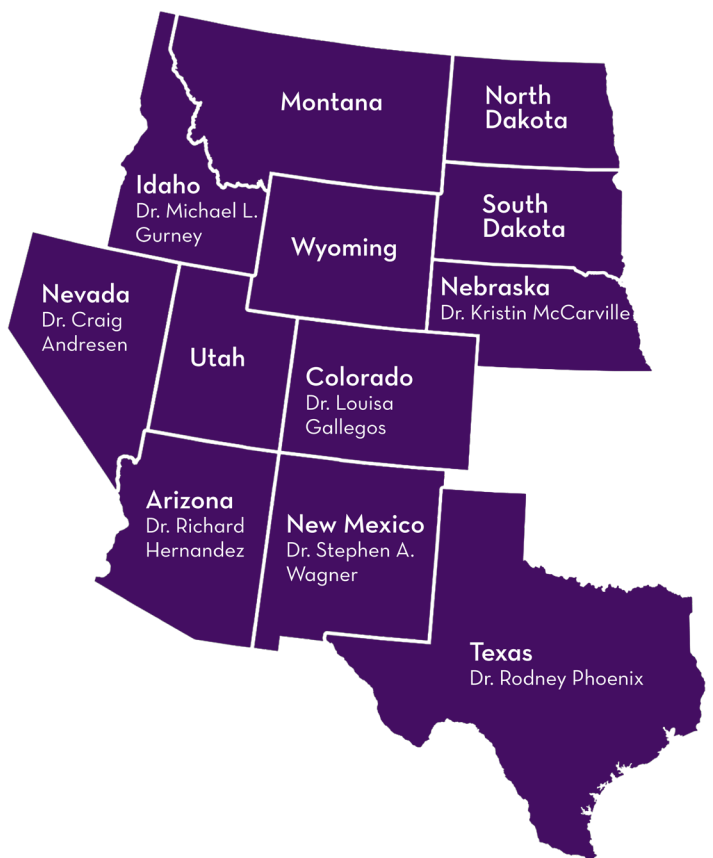 Montana
North
Dakota
Idaho
Dr. Michael L.
Gurney
South
Dakota
Wyoming
Nevada
Dr. Craig
Andresen
Nebraska
Dr. Kristin McCarville
Utah
Colorado
Dr. Louisa
Gallegos
Arizona
Dr. Richard
Hernandez
New Mexico
Dr. Stephen A.
Wagner
Texas
Dr. Rodney Phoenix